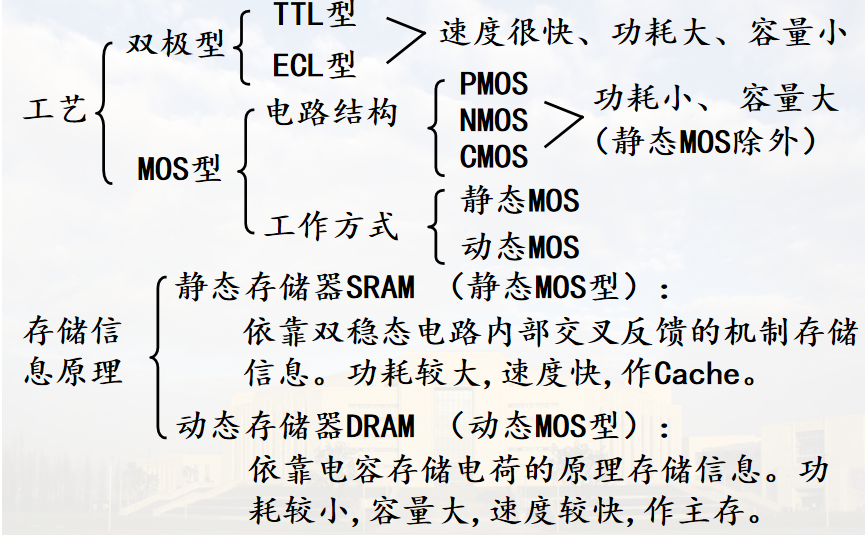 工艺
双极型
TTL型
ECL型
速度很快、功耗大、容量小
MOS型
电路结构
PMOS
NMOS
CMOS
功耗小、容量大
（静态MOS除外）
工作方式
静态MOS
动态MOS
存储信
息原理
静态存储器SRAM （静态MOS型）：
依靠双稳态电路内部交叉反馈的机制存储
信息。功耗较大,速度快,作Cache。
动态存储器DRAM （动态MOS型）：
依靠电容存储电荷的原理存储信息。功
耗较小,容量大,速度较快,作主存。